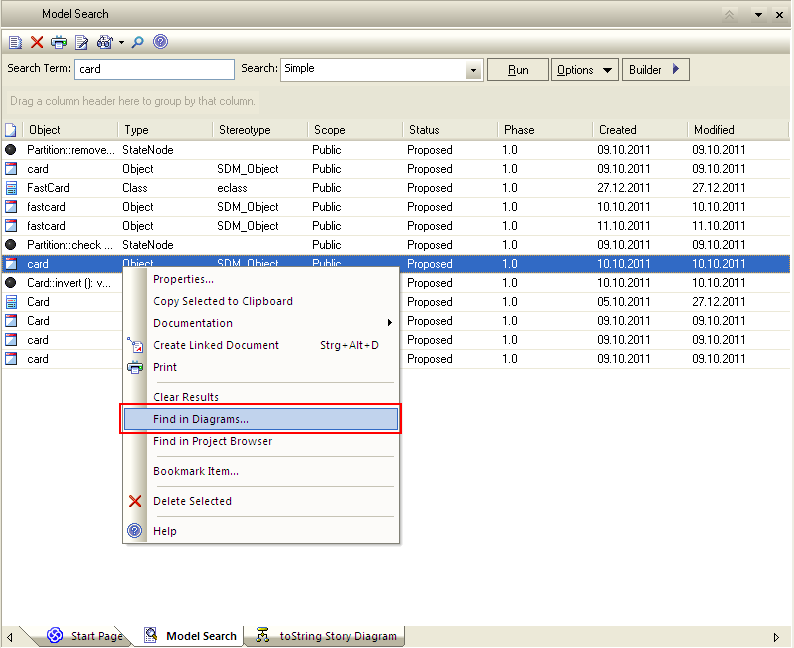 Model Search
Search Term: card Search: Simple Run Options Builder
Drag a column header here to group by that column.
Object Type Stereotype Scope Status Phase Created Modified
Partition::remove... StateNode Public Proposed 1.0 09.10.2011 09.10.2011
card Object SDM_Object Public Proposed 1.0 09.10.2011 09.10.2011
FastCard Class eclass Public Proposed 1.0 27.12.2011 27.12.2011
fastcard Object SDM_Object Public Proposed 1.0 10.10.2011 10.10.2011
fastcard Object SDM_Object Public Proposed 1.0 11.10.2011 11.10.2011
Partition::check ... StateNode Public Proposed 1.0 09.10.2011 09.10.2011
card Object SDM_Object Public Proposed 1.0 10.10.2011 10.10.2011
Card::invert (): v... Proposed 1.0 10.10.2011 10.10.2011
Card Proposed 1.0 05.10.2011 27.12.2011
Card Proposed 1.0 09.10.2011 09.10.2011
card Proposed 1.0 09.10.2011 09.10.2011
card Proposed 1.0 09.10.2011 09.10.2011
Properties...
Copy Selected to Clipboard
Documentation
Create Linked Document Strg+Alt+D
Print
Clear Results
Find in Diagrams...
Find in Project Browser
Bookmark Item...
Delete Selected
Help
Start Page Model Search toString Story Diagram